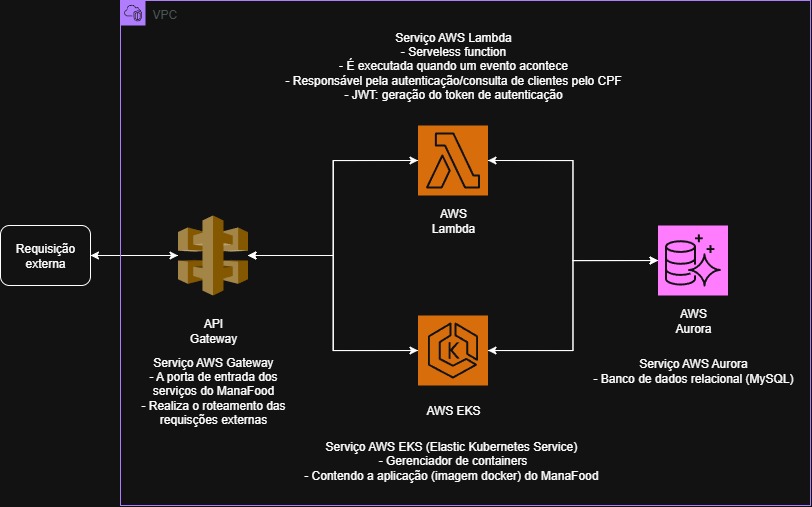 VPC
Serviço AWS Lambda
- Serveless function
- É executada quando um evento acontece
- Responsável pela autenticação/consulta de clientes pelo CPF
- JWT: geração do token de autenticação
AWS
Lambda
Requisição
externa
API
Gateway
Serviço AWS Gateway
- A porta de entrada dos
serviços do ManaFood
- Realiza o roteamento das
requisções externas
K
AWS EKS
Serviço AWS EKS (Elastic Kubernetes Service)
- Gerenciador de containers
- Contendo a aplicação (imagem docker) do ManaFood
AWS
Aurora
Serviço AWS Aurora
- Banco de dados relacional (MySQL)